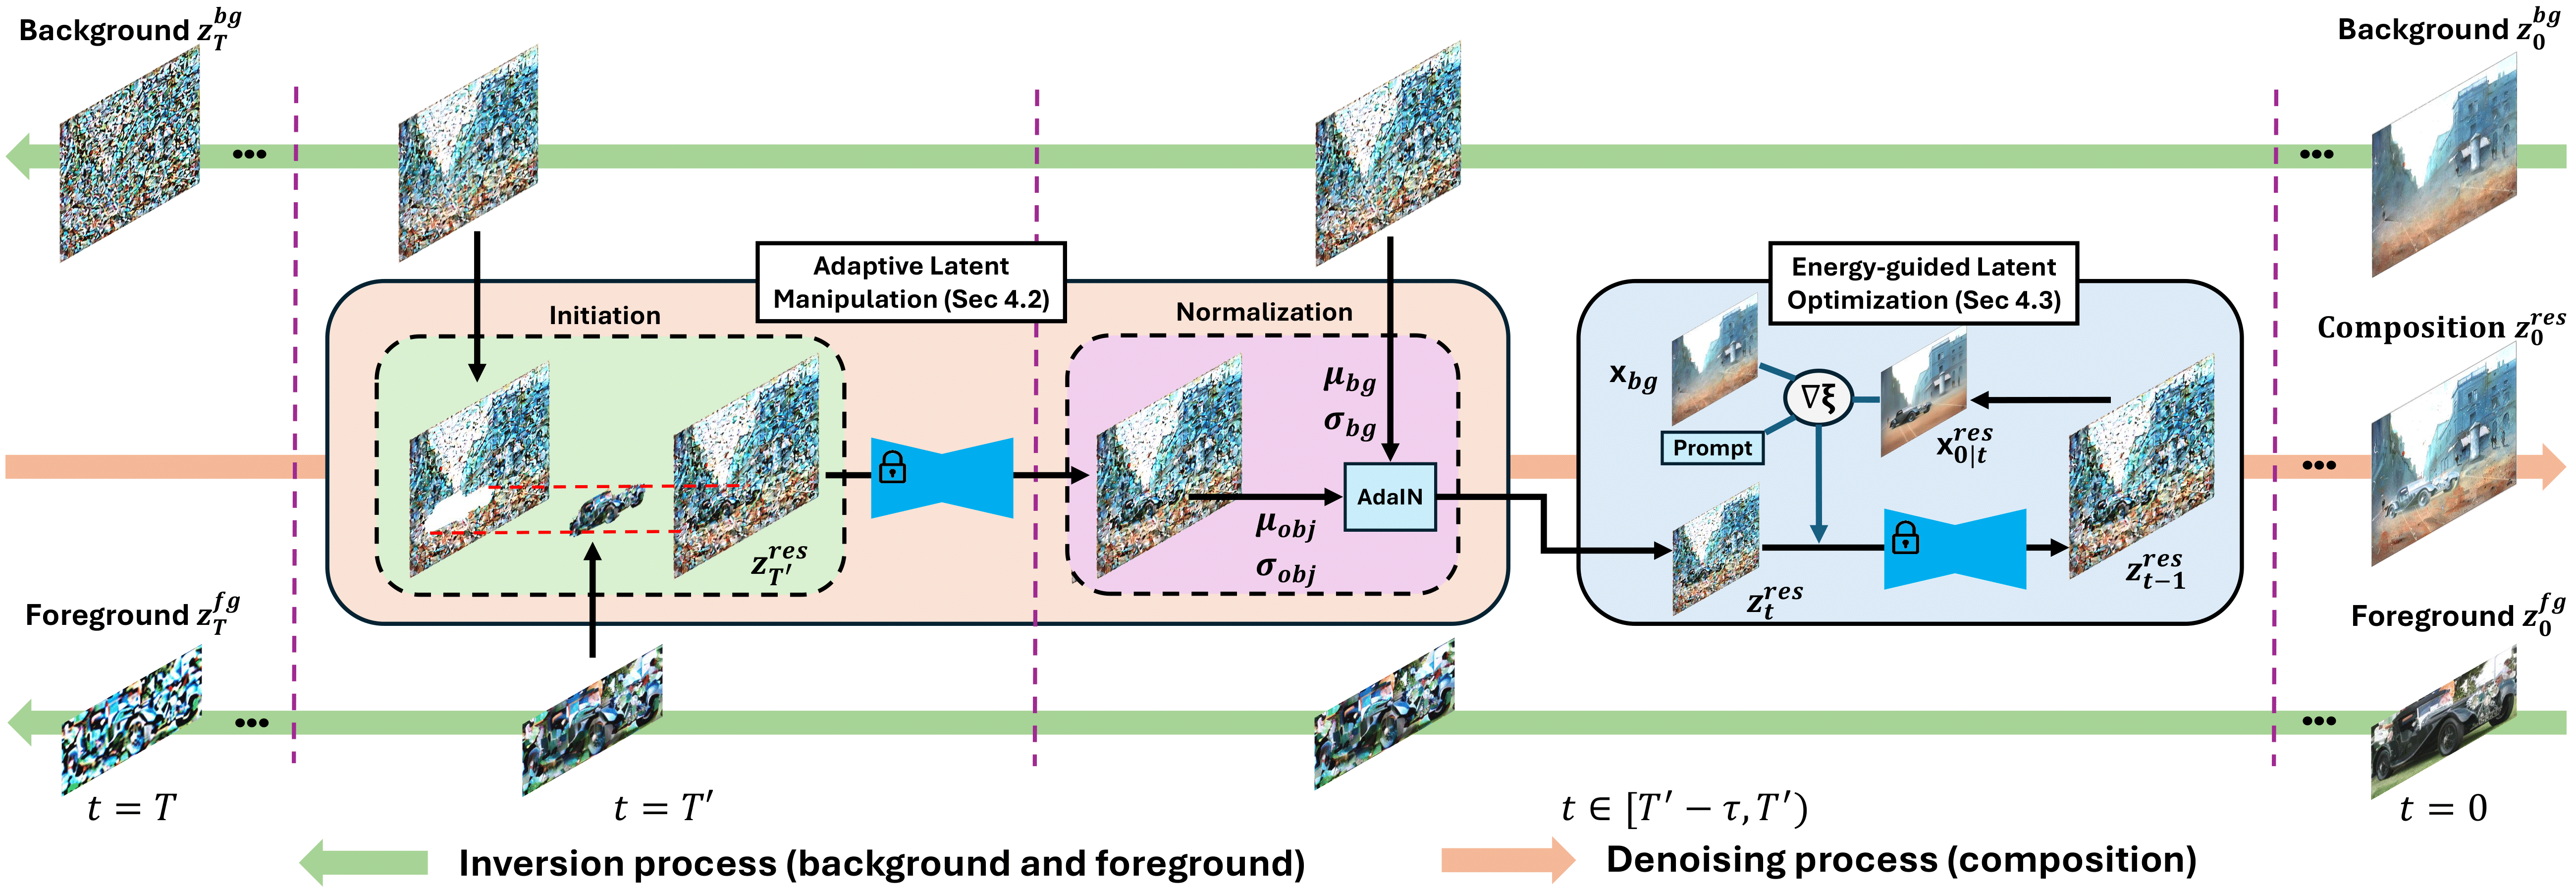 Background $z_T^{bg}$
Background $z_0^{bg}$
•••
•••
Adaptive Latent
Manipulation (Sec 4.2)
Energy-guided Latent
Optimization (Sec 4.3)
Initiation
Normalization
Composition $z_0^{res}$
$\mu_{bg}$
$\sigma_{bg}$
$x_{bg}$
∇ξ
Prompt
$x_{0|t}^{res}$
•••
AdaIN
$\mu_{obj}$
$\sigma_{obj}$
$z_{T'}^{res}$
$z_t^{res}$
$z_{t-1}^{res}$
Foreground $z_T^{fg}$
Foreground $z_0^{fg}$
•••
•••
$t = T$
$t = T'$
$t \in [T' - \tau, T')$
$t = 0$
Inversion process (background and foreground)
Denoising process (composition)